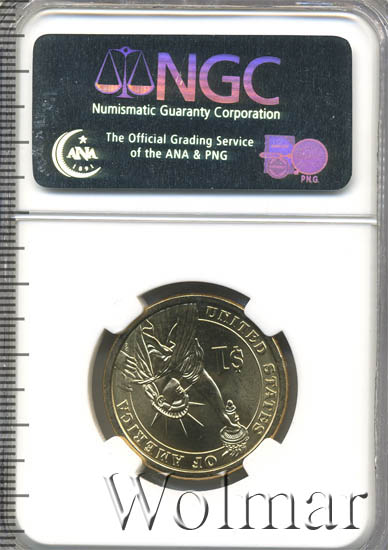 NGC
Numismatic Guaranty Corporation
The Official Grading Service
of the ANA & PNG
ANA
1891
P.N.G.
UNITED STATES OF AMERICA
$1
Wolmar